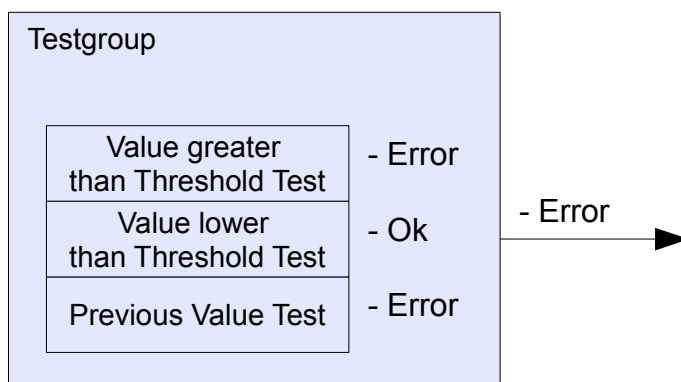 Testgroup
Value greater
than Threshold Test
- Error
Value lower
than Threshold Test
- Ok
Previous Value Test
- Error
- Error